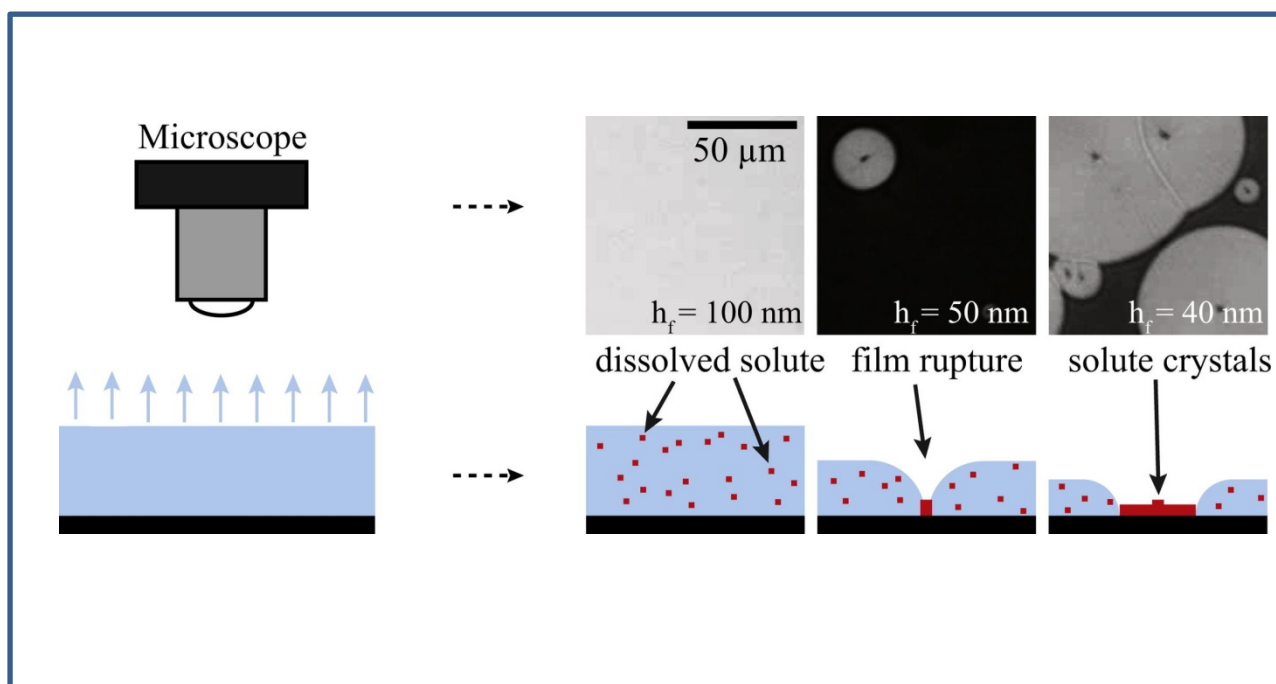 Microscope
50 µm
h_f = 100 nm
h_f = 50 nm
h_f = 40 nm
dissolved solute
film rupture
solute crystals